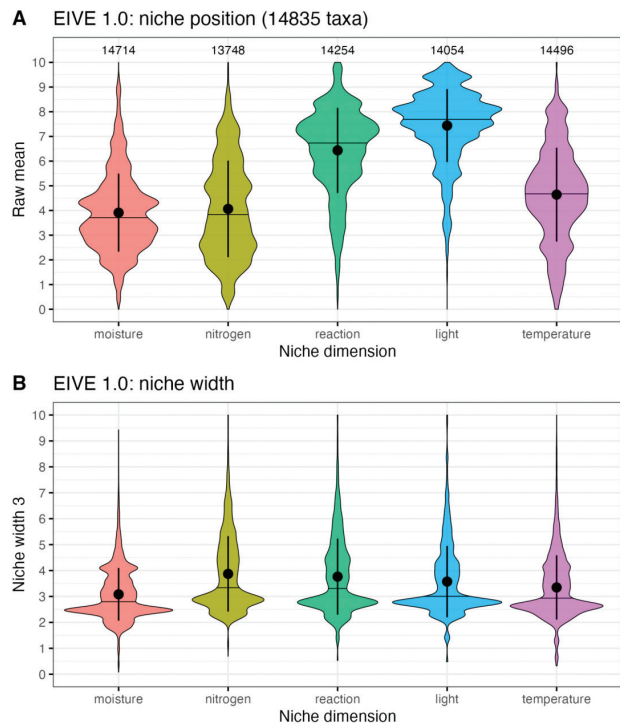 A EIVE 1.0: niche position (14835 taxa)
14714 13748 14254 14054 14496
10
9
8
7
6
5
4
3
2
1
0
Raw mean
moisture nitrogen reaction light temperature
Niche dimension
B EIVE 1.0: niche width
10
9
8
7
6
5
4
3
2
1
0
Niche width 3
moisture nitrogen reaction light temperature
Niche dimension